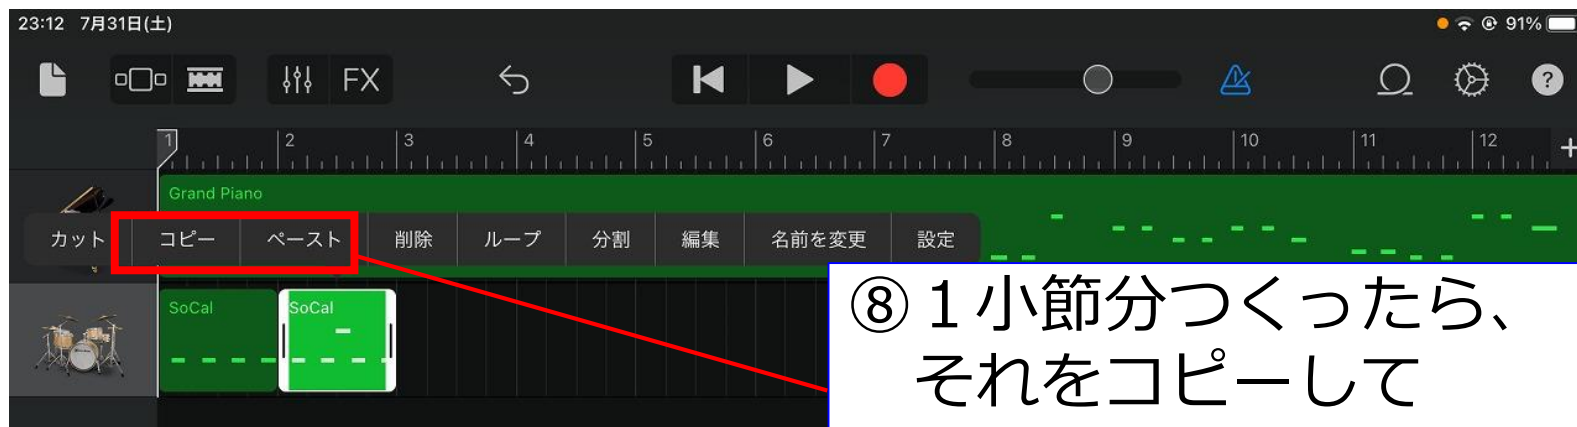 23:12 7月31日(土)
91%
FX
?
1 2 3 4 5 6 7 8 9 10 11 12 +
Grand Piano
カット コピー ペースト 削除 ループ 分割 編集 名前を変更 設定
SoCal SoCal
⑧１小節分つくったら、
それをコピーして